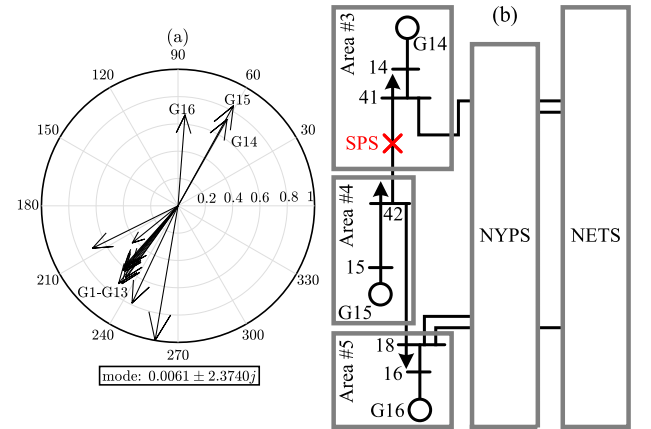 (a)
90
120
60
G15
G16
G14
150
30
180
0.2 0.4 0.6 0.8 1
210
330
G1-G13
240
300
270
mode: 0.0061 ± 2.3740j
(b)
Area #3
G14
14
41
SPS
Area #4
42
15
G15
Area #5
18
16
G16
NYPS
NETS